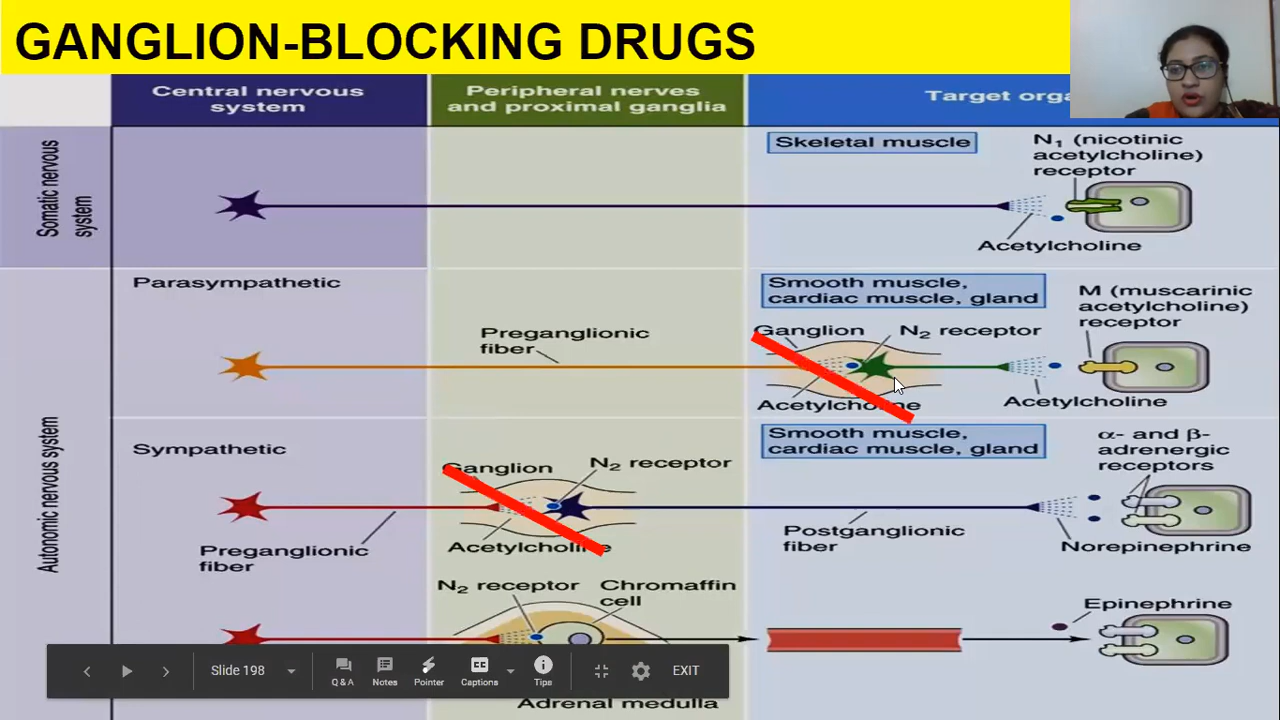 GANGLION-BLOCKING DRUGS
Central nervous
system
Peripheral nerves
and proximal ganglia
Target orga
Somatic nervous
system
Skeletal muscle
N1 (nicotinic
acetylcholine)
receptor
Acetylcholine
Autonomic nervous system
Parasympathetic
Preganglionic
fiber
Smooth muscle,
cardiac muscle, gland
Ganglion
N2 receptor
Acetylcholine
M (muscarinic
acetylcholine)
receptor
Acetylcholine
Sympathetic
Preganglionic
fiber
Ganglion
N2 receptor
Acetylcholine
Smooth muscle,
cardiac muscle, gland
Postganglionic
fiber
α- and β-
adrenergic
receptors
Norepinephrine
N2 receptor
Chromaffin
cell
Epinephrine
Adrenal medulla
Slide 198
Q & A
Notes
Pointer
Captions
Tips
EXIT